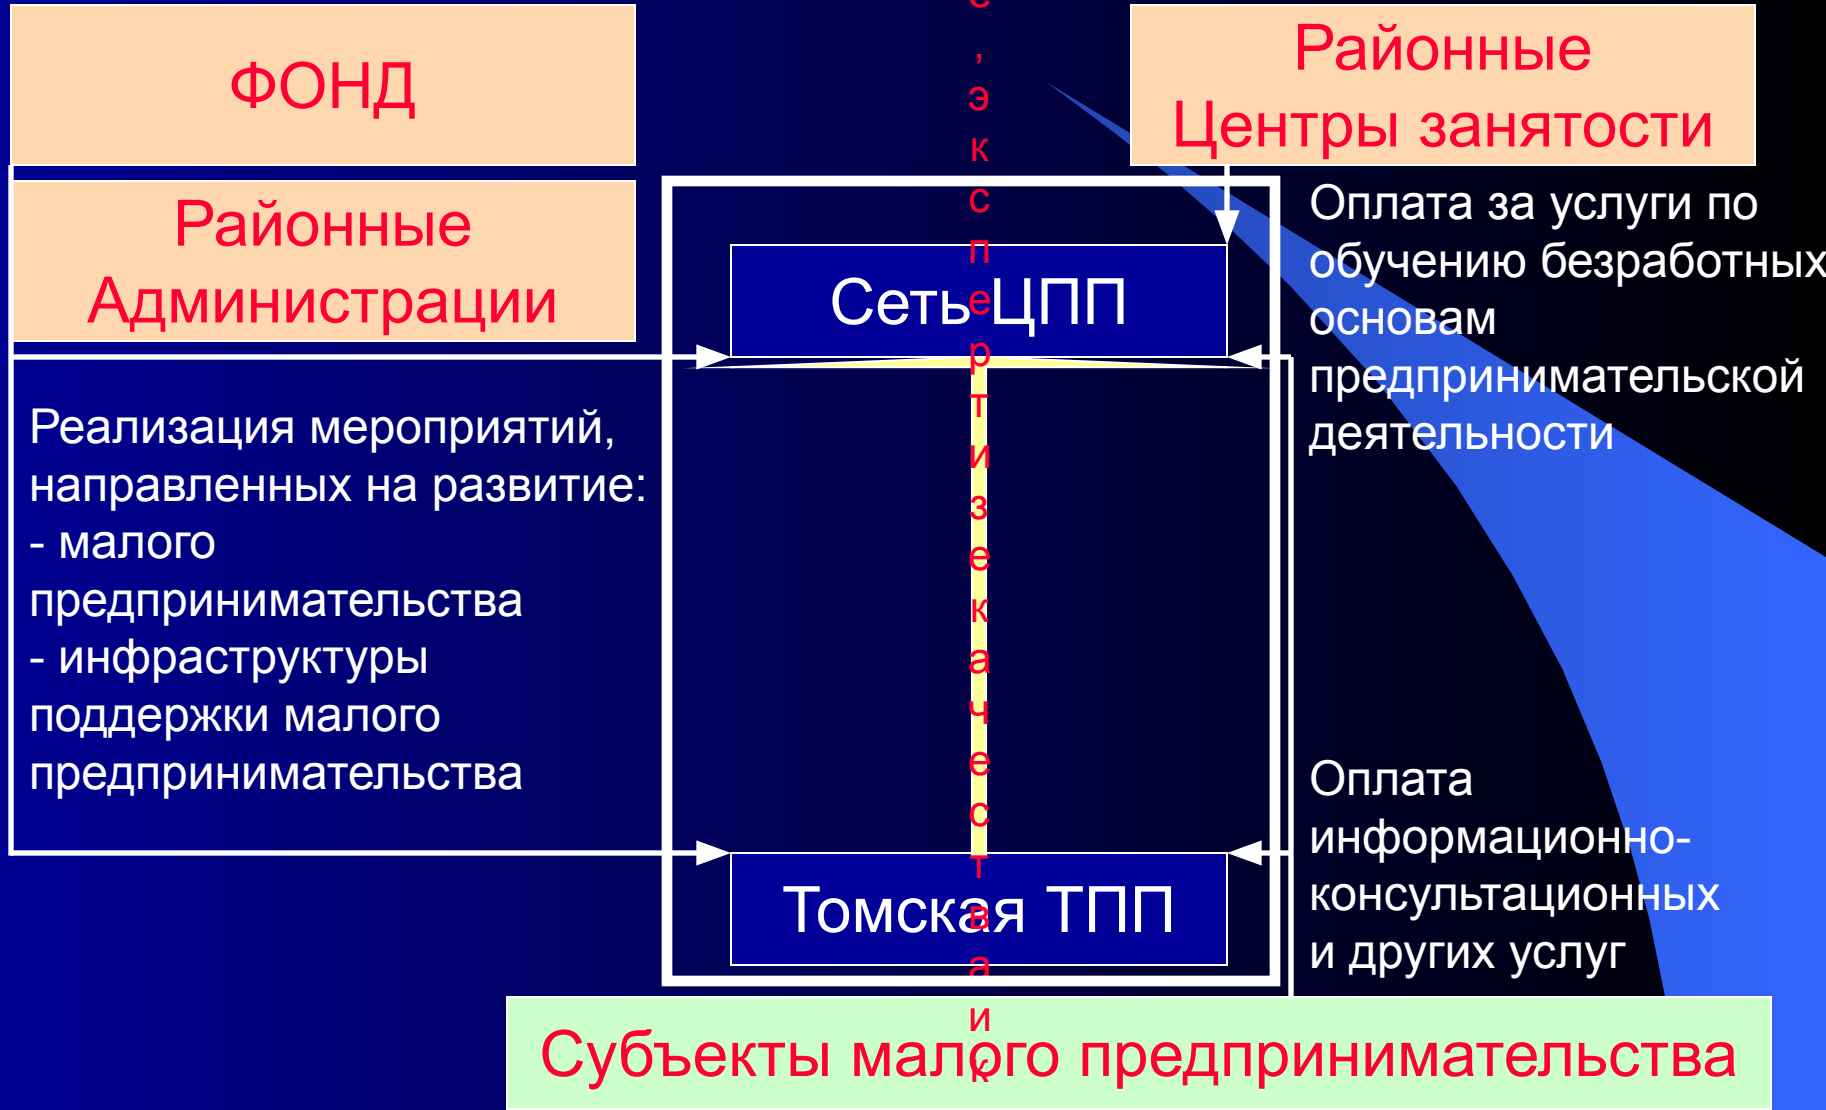 ФОНД
Районные
Администрации
Районные
Центры занятости
Сеть ЦПП
Оплата за услуги по
обучению безработных
основам
предпринимательской
деятельности
Реализация мероприятий,
направленных на развитие:
- малого
предпринимательства
- инфраструктуры
поддержки малого
предпринимательства
, экспертиза качества и к
Томская ТПП
Оплата
информационно-
консультационных
и других услуг
Субъекты малого предпринимательства